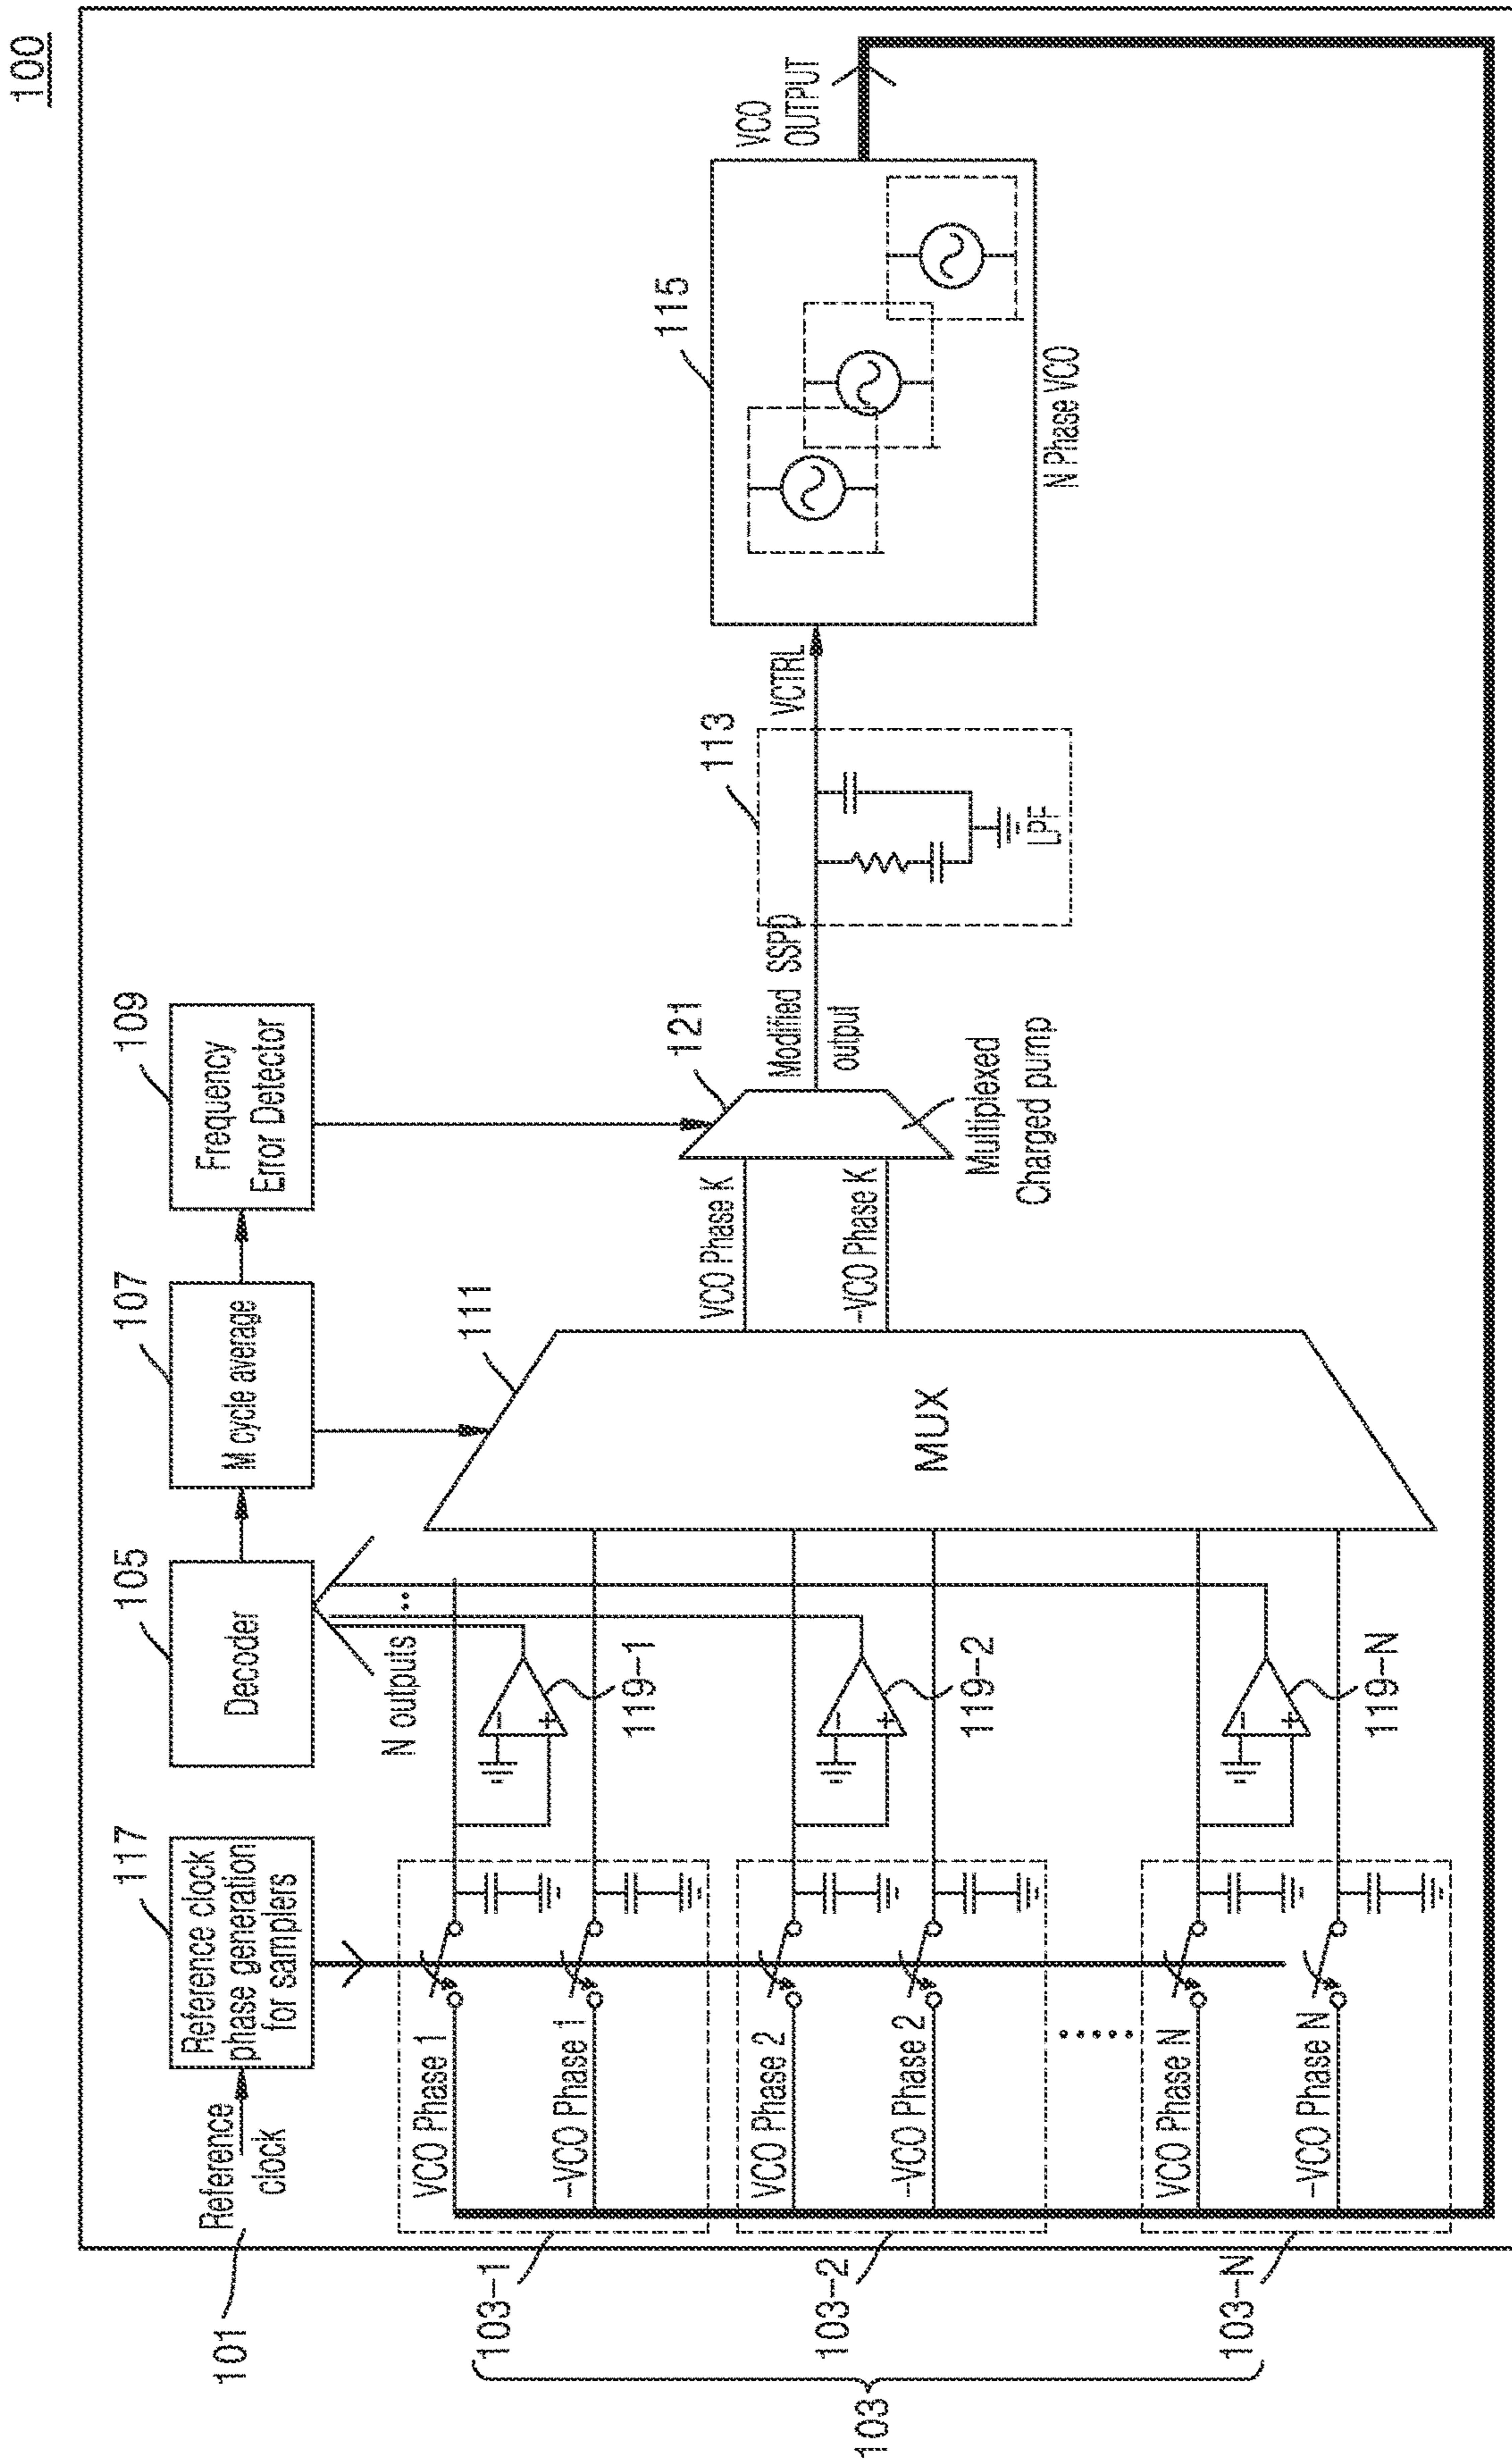 100
101
Reference
clock
117
Reference clock
phase generation
for samplers
105
Decoder
107
M cycle average
109
Frequency
Error Detector
N outputs
103
103-1
VCO Phase 1
-VCO Phase 1
119-1
103-2
VCO Phase 2
-VCO Phase 2
119-2
103-N
VCO Phase N
-VCO Phase N
119-N
111
MUX
VCO Phase K
-VCO Phase K
121
Multiplexed
Charged pump
Modified SSPD
output
113
LPF
VCTRL
115
N Phase VCO
VCO
OUTPUT